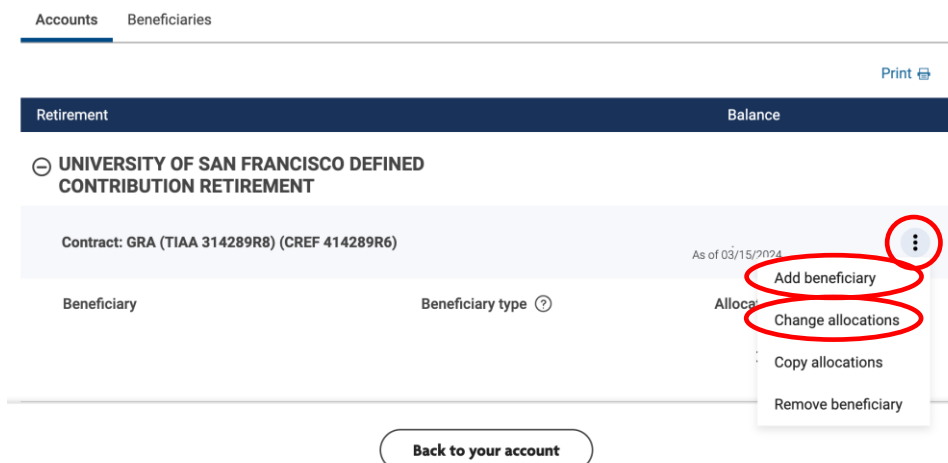 Accounts Beneficiaries
Print
Retirement Balance
UNIVERSITY OF SAN FRANCISCO DEFINED
CONTRIBUTION RETIREMENT
Contract: GRA (TIAA 314289R8) (CREF 414289R6)
As of 03/15/2024
Add beneficiary
Beneficiary Beneficiary type ?
Change allocations
Copy allocations
Remove beneficiary
Back to your account